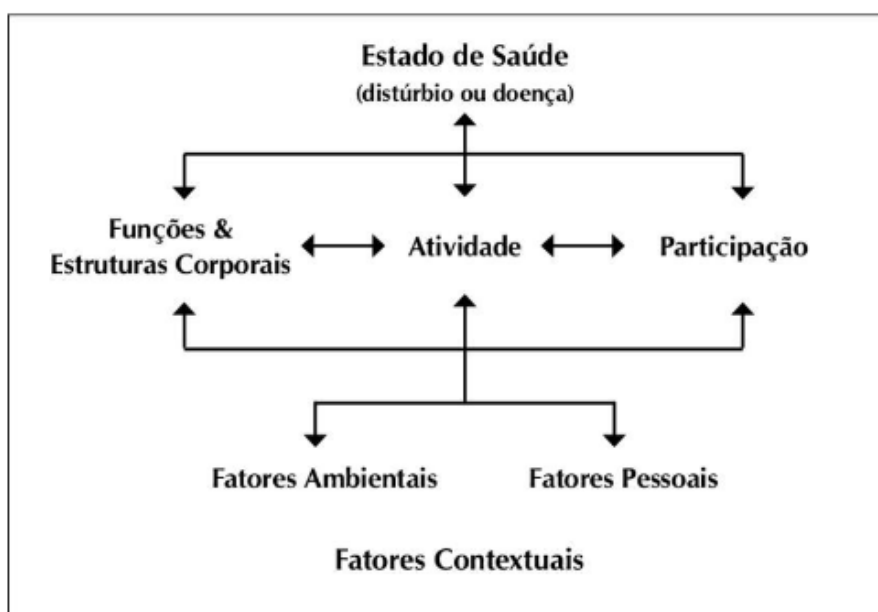 Estado de Saúde
(distúrbio ou doença)
Funções &
Estruturas Corporais
Atividade
Participação
Fatores Ambientais
Fatores Pessoais
Fatores Contextuais